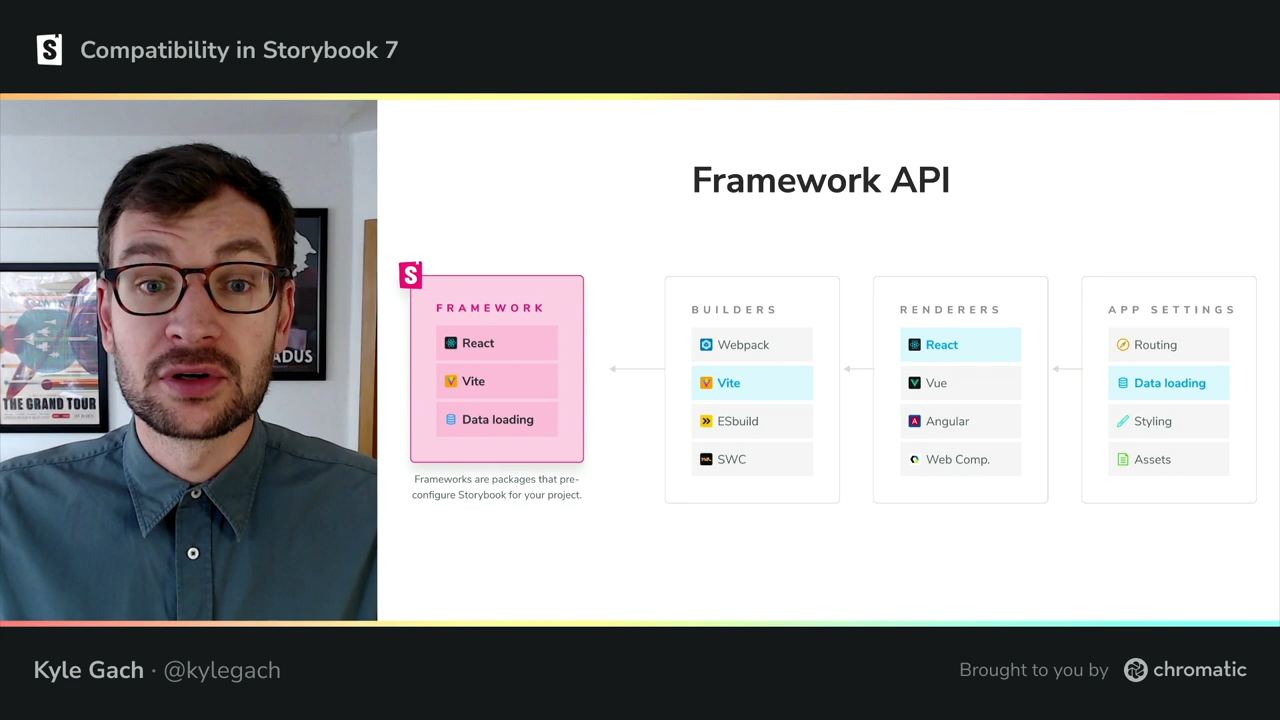 Compatibility in Storybook 7
THE GRAND TOUR
ADUS
Framework API
FRAMEWORK
React
Vite
Data loading
Frameworks are packages that pre-
configure Storybook for your project.
BUILDERS
Webpack
Vite
ESbuild
SWC
RENDERERS
React
Vue
Angular
Web Comp.
APP SETTINGS
Routing
Data loading
Styling
Assets
Kyle Gach · @kylegach
Brought to you by chromatic